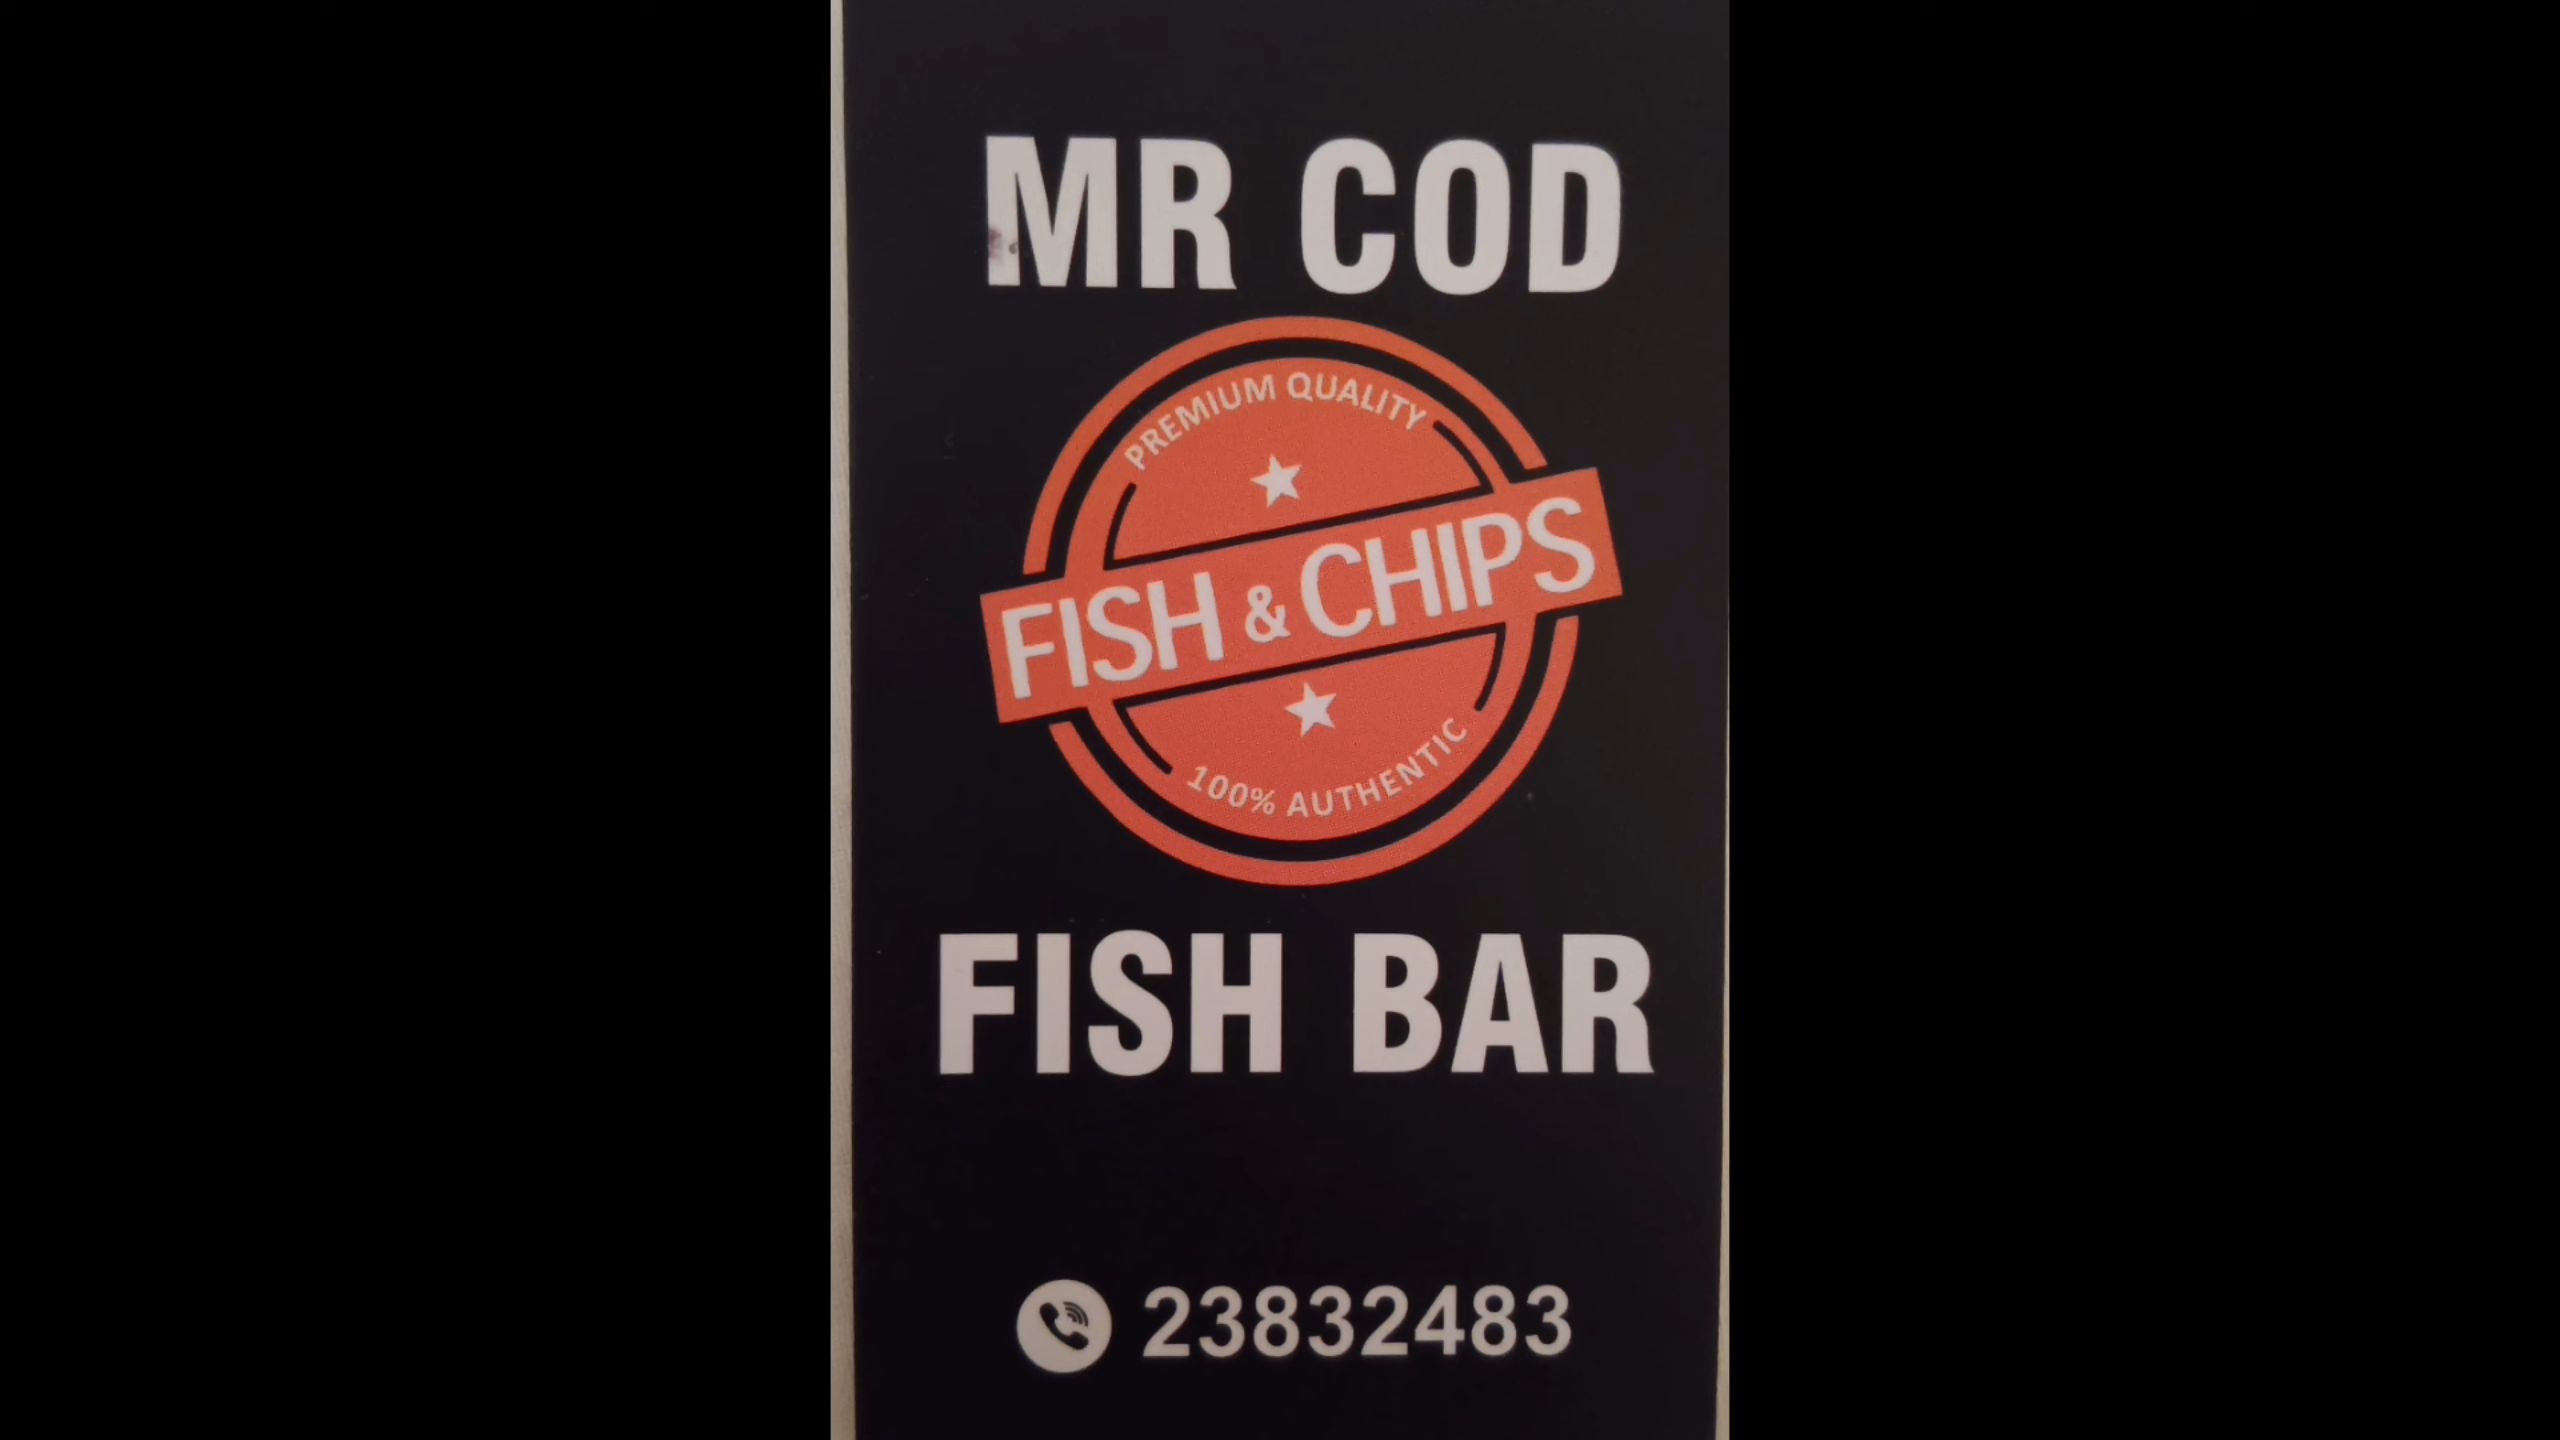 MR COD
PREMIUM QUALITY
FISH & CHIPS
100% AUTHENTIC
FISH BAR
23832483